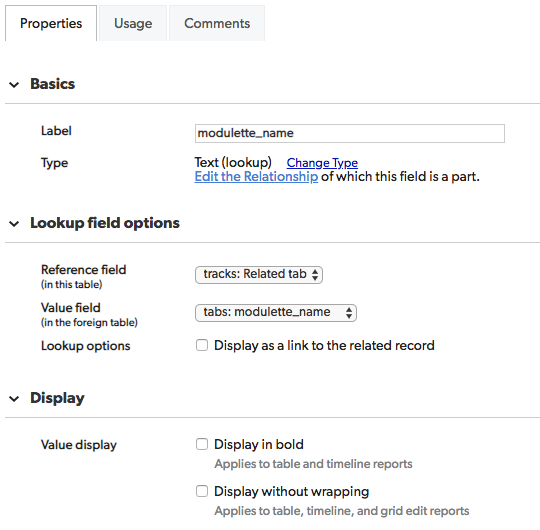 Properties Usage Comments
Basics
Label modulette_name
Type Text (lookup) Change Type
Edit the Relationship of which this field is a part.
Lookup field options
Reference field tracks: Related tab
(in this table)
Value field tabs: modulette_name
(in the foreign table)
Lookup options Display as a link to the related record
Display
Value display Display in bold
Applies to table and timeline reports
Display without wrapping
Applies to table, timeline, and grid edit reports